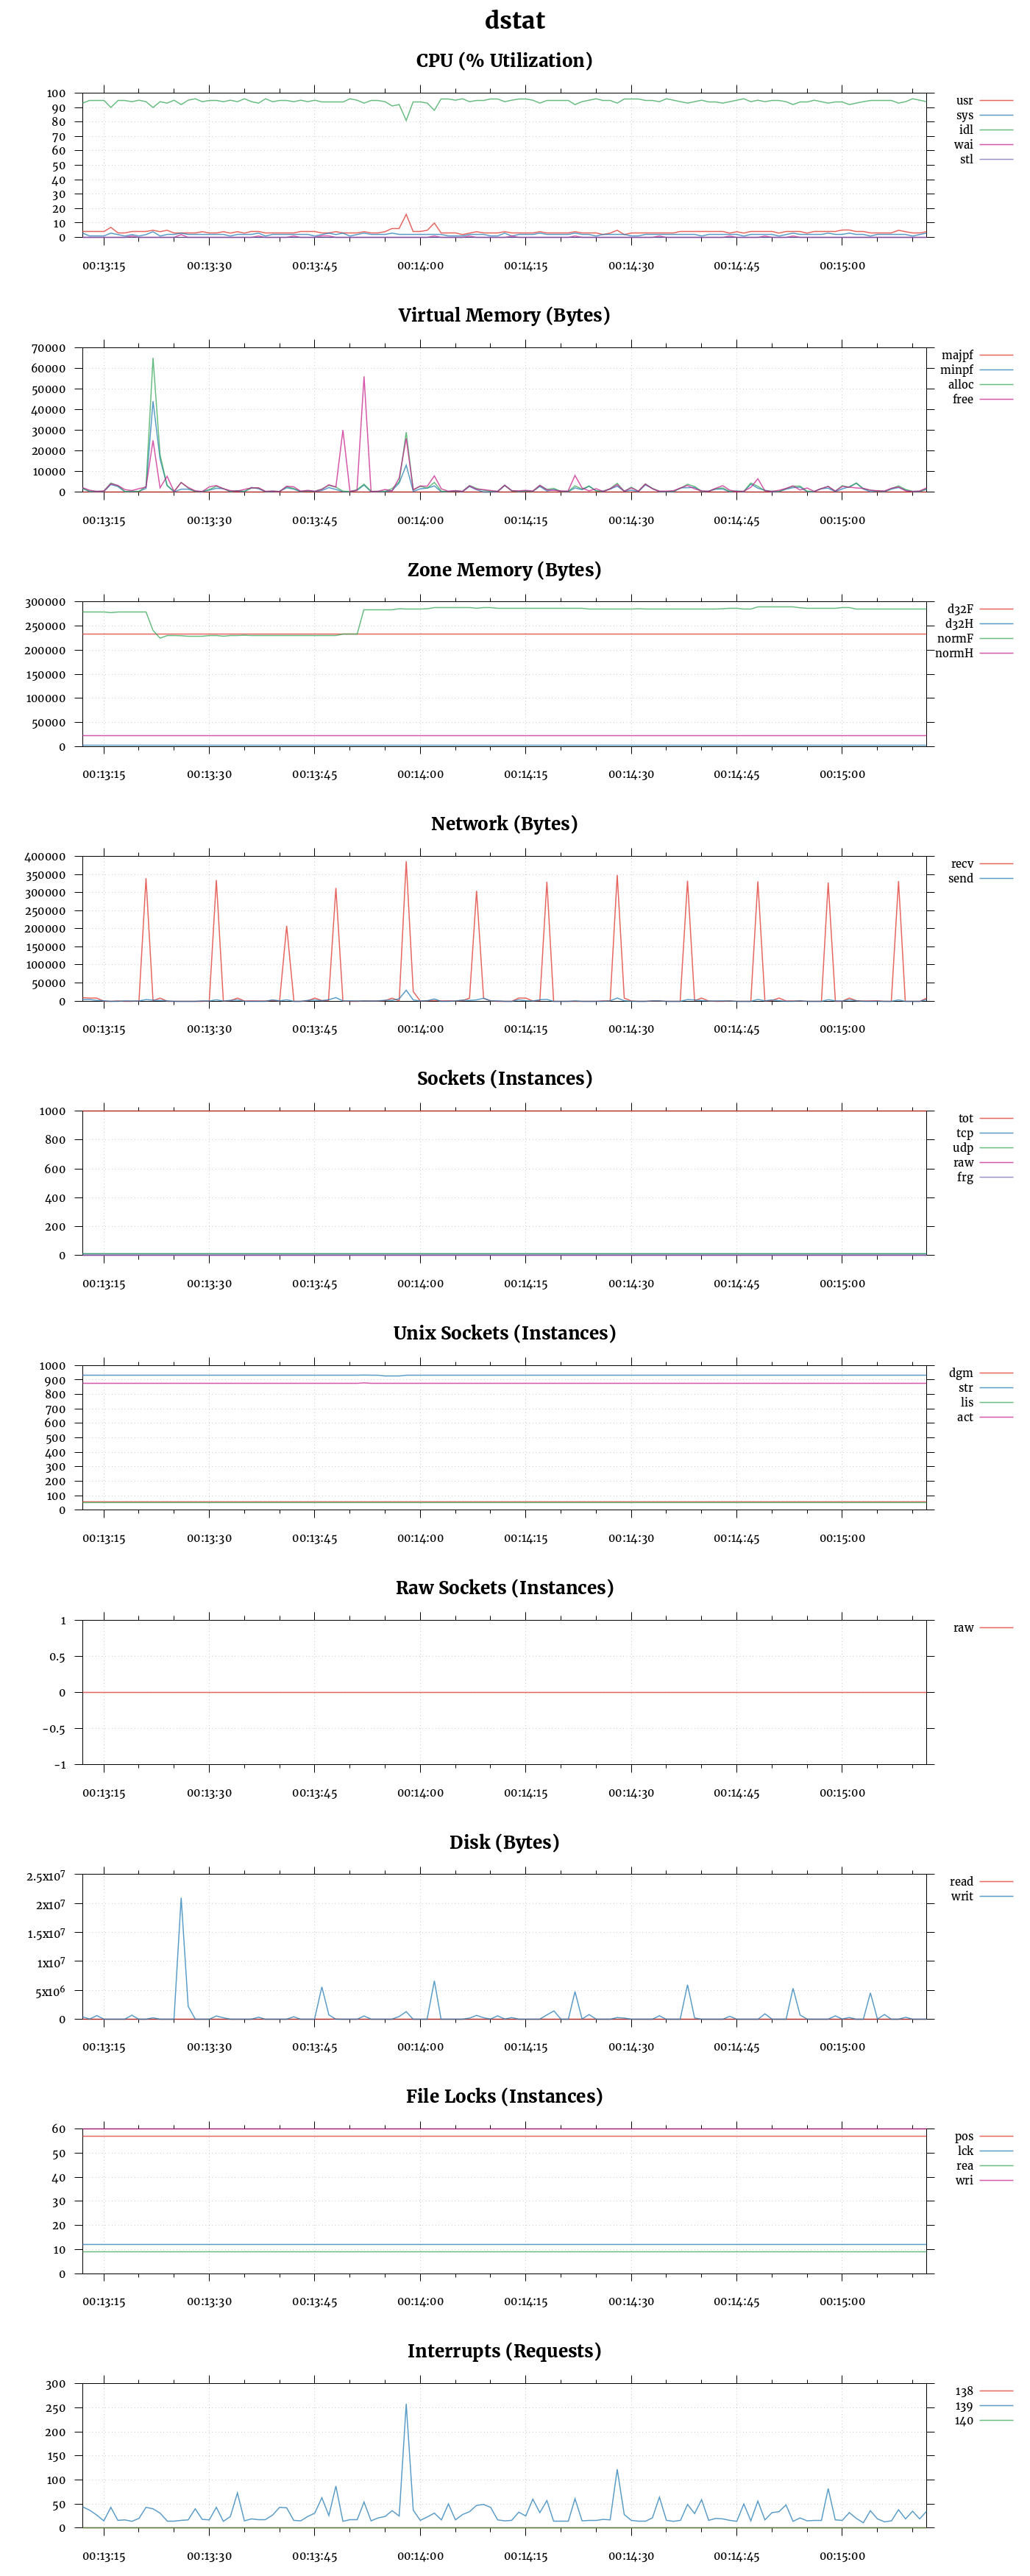 dstat
CPU (% Utilization)
100
90
80
70
60
50
40
30
20
10
0
00:13:15 00:13:30 00:13:45 00:14:00 00:14:15 00:14:30 00:14:45 00:15:00
usr
sys
idl
wai
stl
Virtual Memory (Bytes)
70000
60000
50000
40000
30000
20000
10000
0
00:13:15 00:13:30 00:13:45 00:14:00 00:14:15 00:14:30 00:14:45 00:15:00
majpf
minpf
alloc
free
Zone Memory (Bytes)
300000
250000
200000
150000
100000
50000
0
00:13:15 00:13:30 00:13:45 00:14:00 00:14:15 00:14:30 00:14:45 00:15:00
d32F
d32H
normF
normH
Network (Bytes)
400000
350000
300000
250000
200000
150000
100000
50000
0
00:13:15 00:13:30 00:13:45 00:14:00 00:14:15 00:14:30 00:14:45 00:15:00
recv
send
Sockets (Instances)
1000
800
600
400
200
0
00:13:15 00:13:30 00:13:45 00:14:00 00:14:15 00:14:30 00:14:45 00:15:00
tot
tcp
udp
raw
frg
Unix Sockets (Instances)
1000
900
800
700
600
500
400
300
200
100
0
00:13:15 00:13:30 00:13:45 00:14:00 00:14:15 00:14:30 00:14:45 00:15:00
dgm
str
lis
act
Raw Sockets (Instances)
1
0.5
0
-0.5
-1
00:13:15 00:13:30 00:13:45 00:14:00 00:14:15 00:14:30 00:14:45 00:15:00
raw
Disk (Bytes)
2.5x10⁷
2x10⁷
1.5x10⁷
1x10⁷
5x10⁶
0
00:13:15 00:13:30 00:13:45 00:14:00 00:14:15 00:14:30 00:14:45 00:15:00
read
writ
File Locks (Instances)
60
50
40
30
20
10
0
00:13:15 00:13:30 00:13:45 00:14:00 00:14:15 00:14:30 00:14:45 00:15:00
pos
lck
rea
wri
Interrupts (Requests)
300
250
200
150
100
50
0
00:13:15 00:13:30 00:13:45 00:14:00 00:14:15 00:14:30 00:14:45 00:15:00
138
139
140